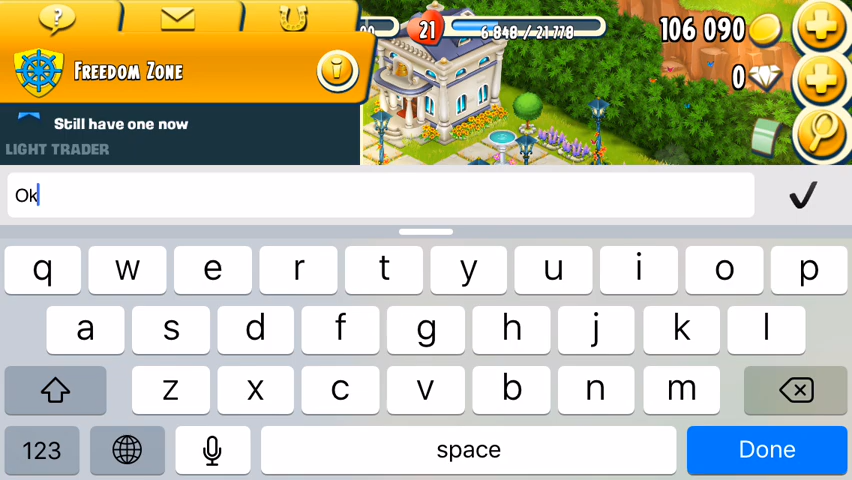 21
6 848 / 21 778
106 090
0
FREEDOM ZONE
i
Still have one now
LIGHT TRADER
Ok
q w e r t y u i o p
a s d f g h j k l
z x c v b n m
123 space Done